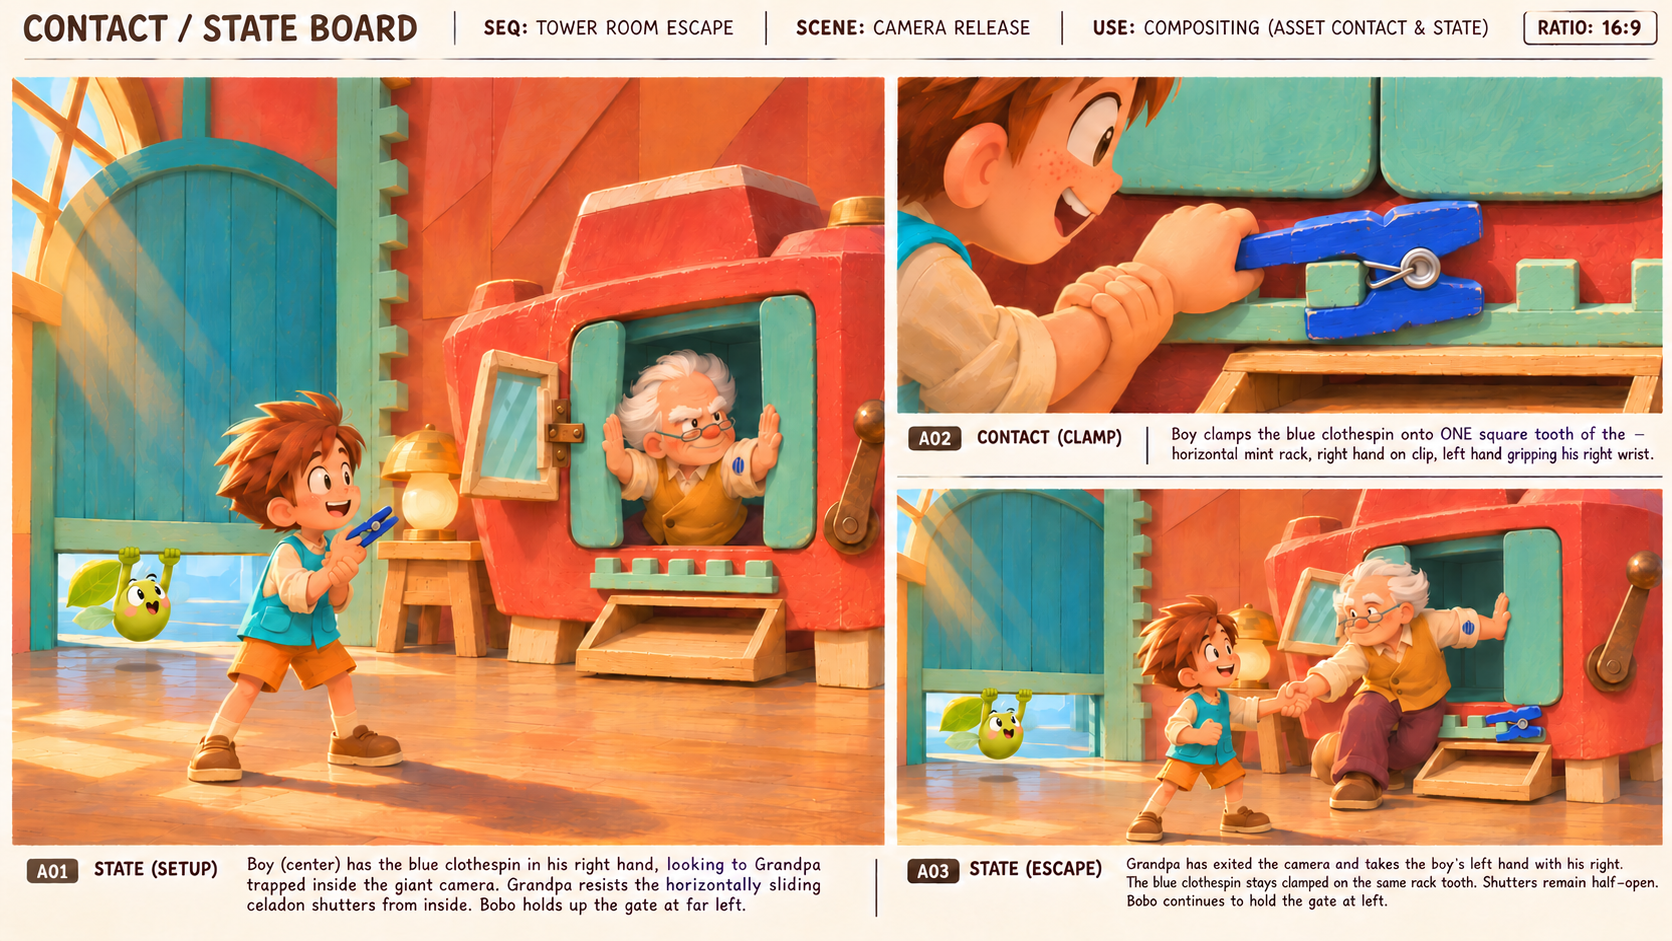 CONTACT / STATE BOARD
SEQ: TOWER ROOM ESCAPE
SCENE: CAMERA RELEASE
USE: COMPOSITING (ASSET CONTACT & STATE)
RATIO: 16:9
A02 CONTACT (CLAMP)
Boy clamps the blue clothespin onto ONE square tooth of the –
horizontal mint rack, right hand on clip, left hand gripping his right wrist.
A01 STATE (SETUP)
Boy (center) has the blue clothespin in his right hand, looking to Grandpa
trapped inside the giant camera. Grandpa resists the horizontally sliding
celadon shutters from inside. Bobo holds up the gate at far left.
A03 STATE (ESCAPE)
Grandpa has exited the camera and takes the boy's left hand with his right.
The blue clothespin stays clamped on the same rack tooth. Shutters remain half-open.
Bobo continues to hold the gate at left.